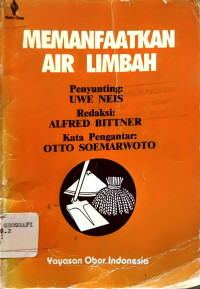 MEMANFAATKAN
AIR LIMBAH
Penyunting:
UWE NEIS
Redaksi:
ALFRED BITTNER
Kata Pengantar:
OTTO SOEMARWOTO
Yayasan Obor Indonesia